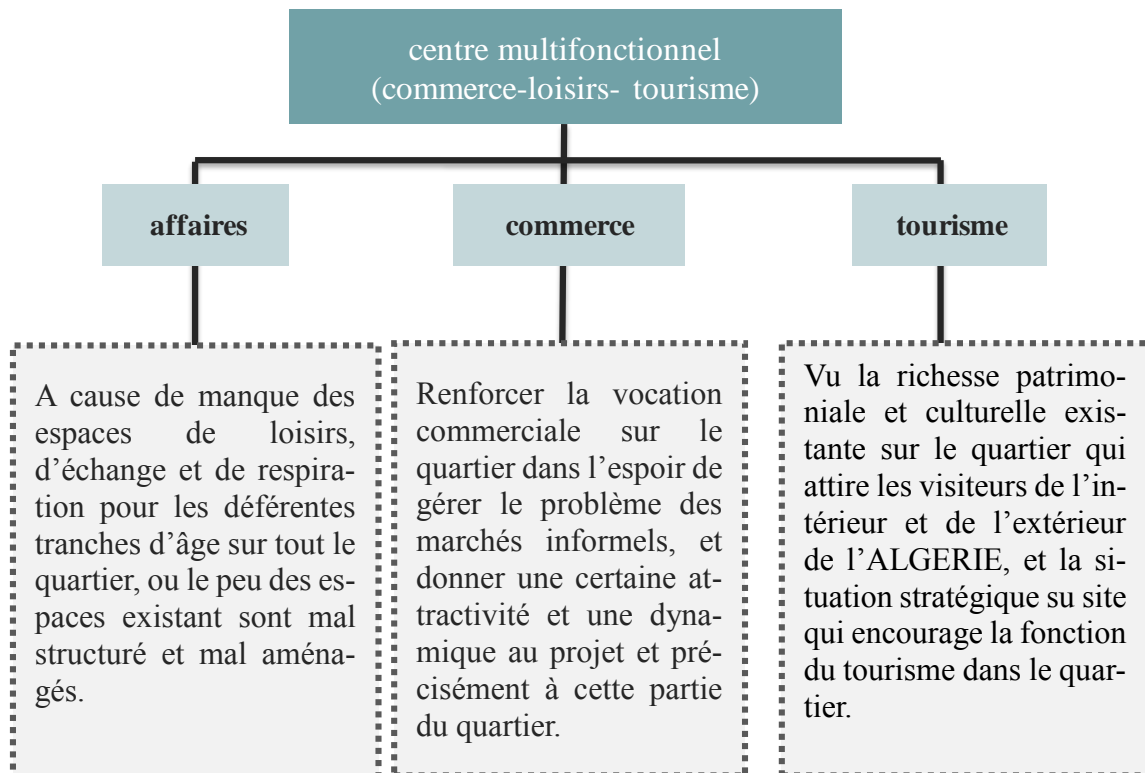 centre multifonctionnel
(commerce-loisirs- tourisme)
affaires
commerce
tourisme
A cause de manque des
espaces de loisirs,
d’échange et de respira-
tion pour les déférentes
tranches d’âge sur tout le
quartier, ou le peu des es-
paces existant sont mal
structuré et mal aména-
gés.
Renforcer la vocation
commerciale sur le
quartier dans l’espoir de
gérer le problème des
marchés informels, et
donner une certaine at-
tractivité et une dyna-
mique au projet et pré-
cisément à cette partie
du quartier.
Vu la richesse patrimo-
niale et culturelle exis-
tante sur le quartier qui
attire les visiteurs de l’in-
térieur et de l’extérieur
de l’ALGERIE, et la si-
tuation stratégique su site
qui encourage la fonction
du tourisme dans le quar-
tier.